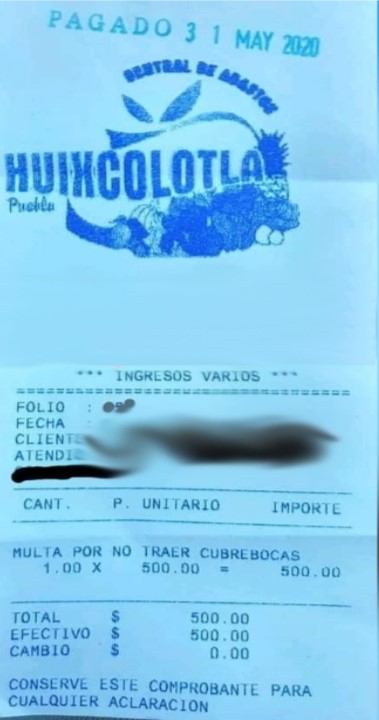 PAGADO 31 MAY 2020
CENTRAL DE ABASTOS
HUIXCOLOTLA
Puebla
*** INGRESOS VARIOS ***
==================================
FOLIO :
FECHA
CLIENTE
ATENDI
CANT. P. UNITARIO IMPORTE
MULTA POR NO TRAER CUBREBOCAS
1.00 X 500.00 = 500.00
TOTAL $ 500.00
EFECTIVO $ 500.00
CAMBIO $ 0.00
CONSERVE ESTE COMPROBANTE PARA
CUALQUIER ACLARACION